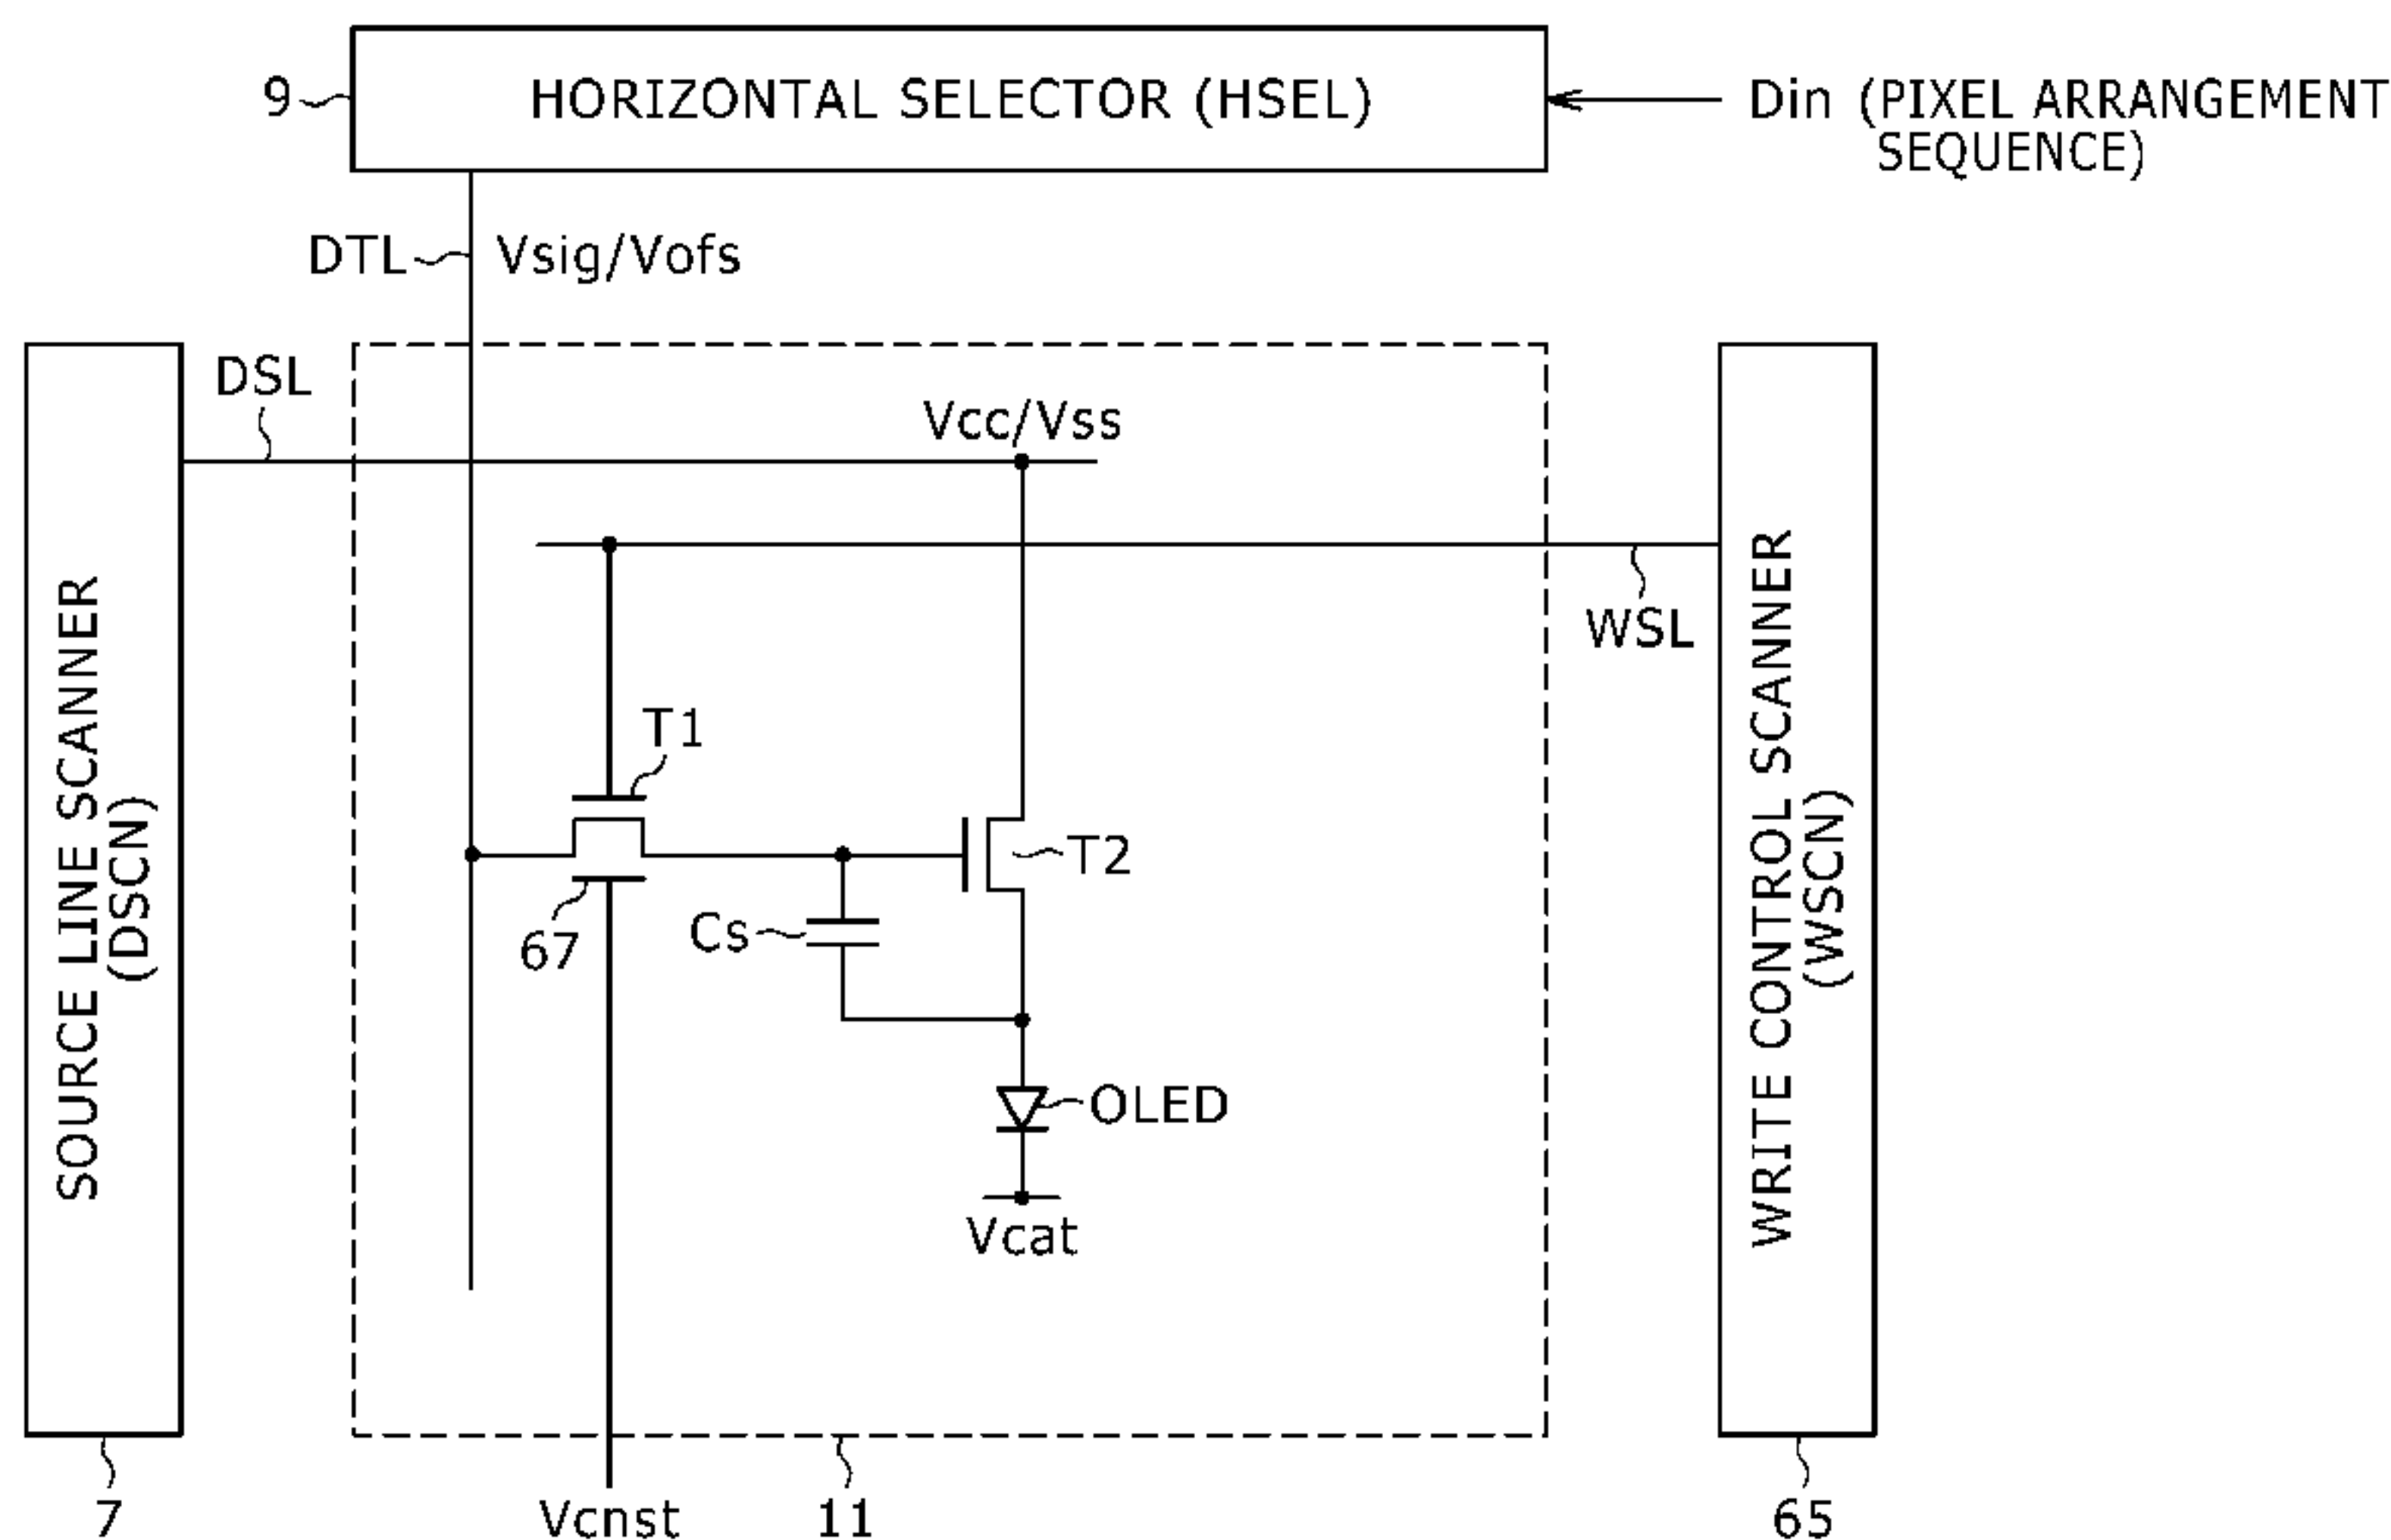 9
HORIZONTAL SELECTOR (HSEL)
Din (PIXEL ARRANGEMENT
SEQUENCE)
DTL
Vsig/Vofs
DSL
Vcc/Vss
WSL
SOURCE LINE SCANNER
(DSCN)
WRITE CONTROL SCANNER
(WSCN)
T1
T2
67
Cs
OLED
Vcat
7
Vcnst
11
65